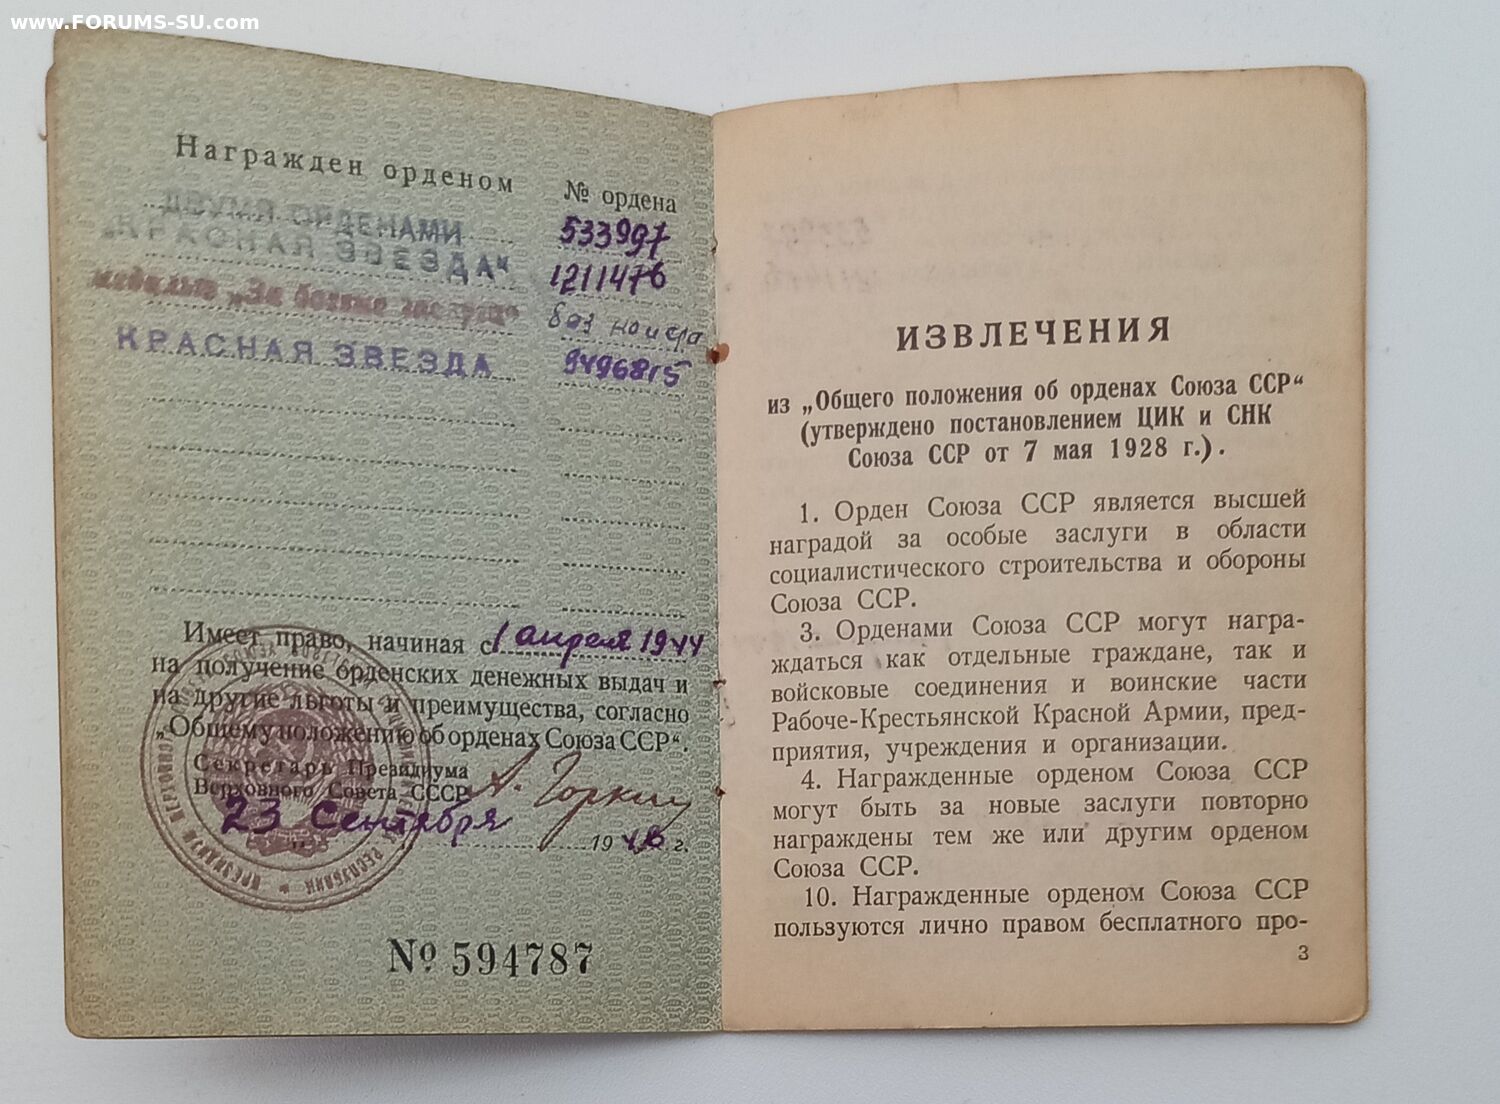 www.FORUMS-SU.com
Награжден орденом
№ ордена
ДВУМЯ ОРДЕНАМИ
533997
„КРАСНАЯ ЗВЕЗДА“
1211476
медалью „За боевые заслуги“
без номера
КРАСНАЯ ЗВЕЗДА
3496815
Имеет право, начиная с 1 апреля 1944
на получение орденских денежных выдач и
на другие льготы и преимущества, согласно
„Общему положению об орденах Союза ССР“.
Секретарь Президиума
Верховного Совета СССР
А. Горкин
23 Сентября 1946 г.
№ 594787
ИЗВЛЕЧЕНИЯ
из „Общего положения об орденах Союза ССР“
(утверждено постановлением ЦИК и СНК
Союза ССР от 7 мая 1928 г.).
1. Орден Союза ССР является высшей
наградой за особые заслуги в области
социалистического строительства и обороны
Союза ССР.
3. Орденами Союза ССР могут награ-
ждаться как отдельные граждане, так и
войсковые соединения и воинские части
Рабоче-Крестьянской Красной Армии, пред-
приятия, учреждения и организации.
4. Награжденные орденом Союза ССР
могут быть за новые заслуги повторно
награждены тем же или другим орденом
Союза ССР.
10. Награжденные орденом Союза ССР
пользуются лично правом бесплатного про-
3